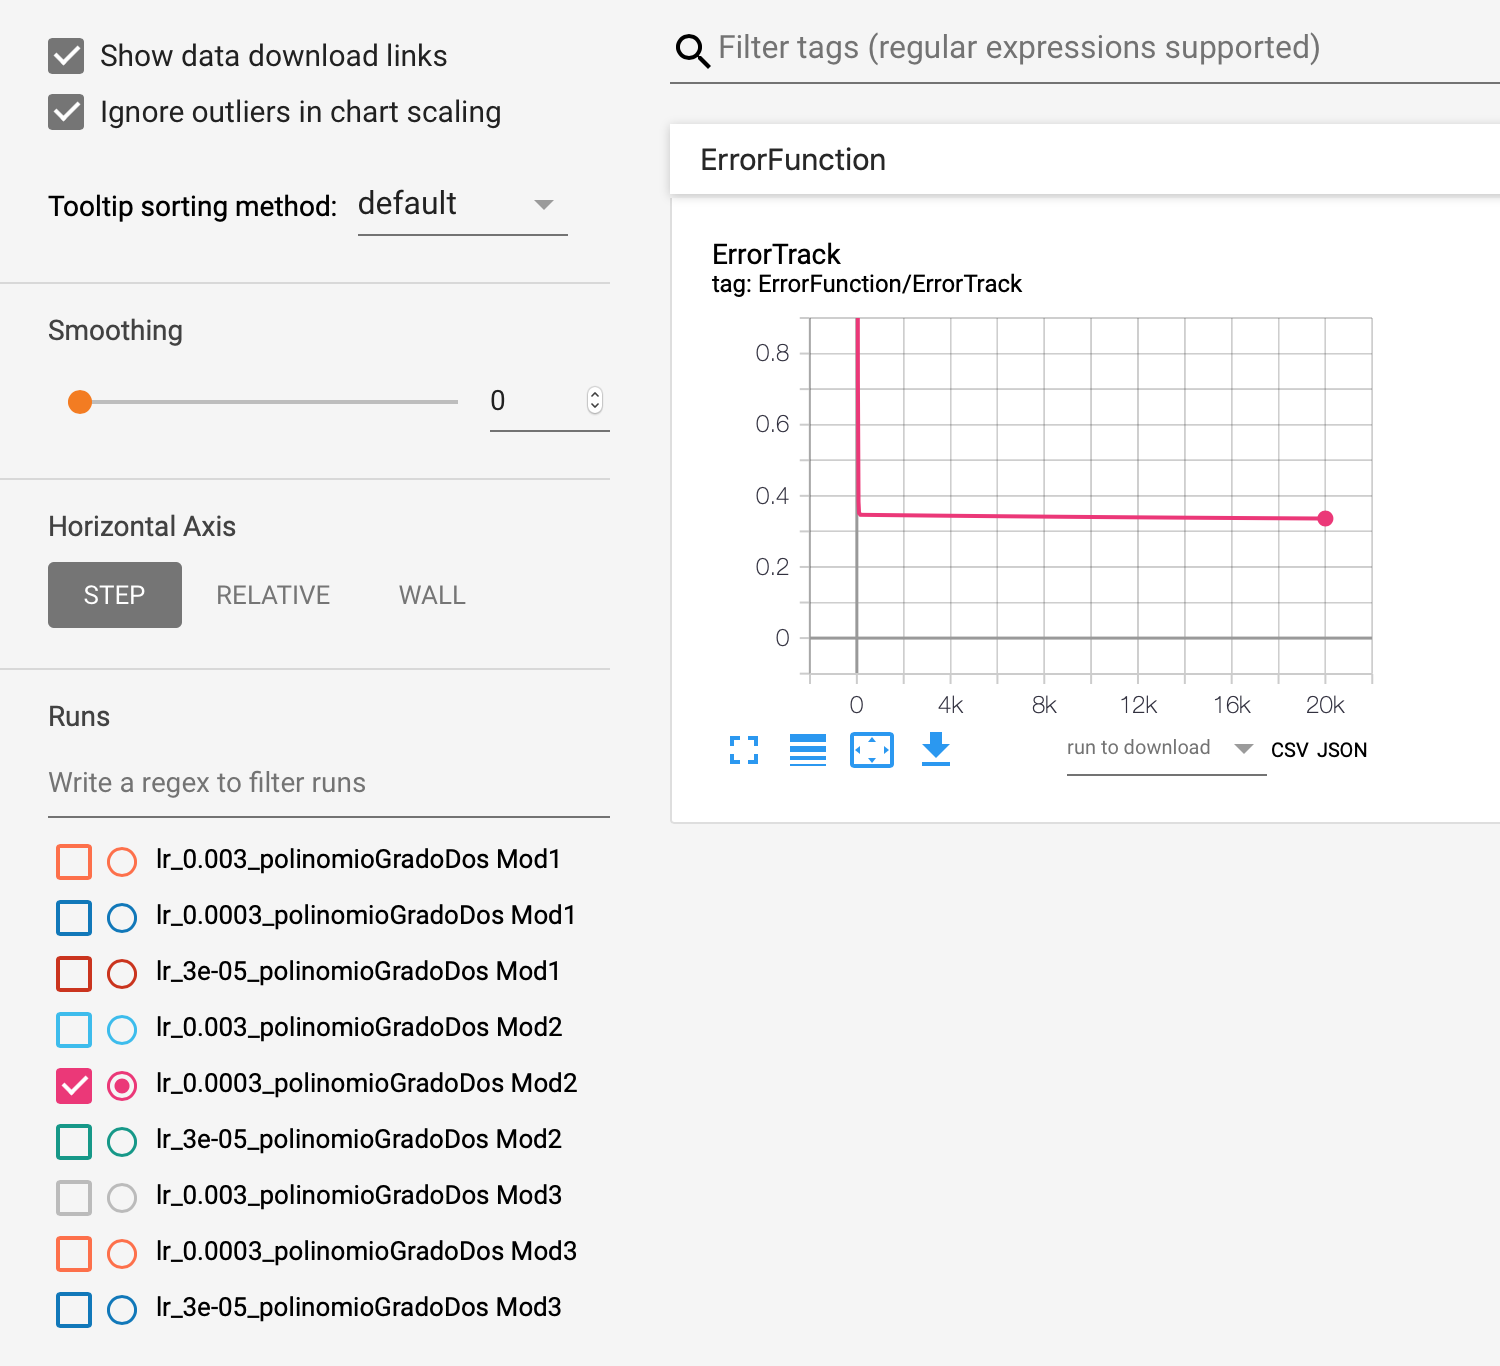 Show data download links
Ignore outliers in chart scaling
Tooltip sorting method: default
Smoothing
0
Horizontal Axis
STEP RELATIVE WALL
Runs
Write a regex to filter runs
lr_0.003_polinomioGradoDos Mod1
lr_0.0003_polinomioGradoDos Mod1
lr_3e-05_polinomioGradoDos Mod1
lr_0.003_polinomioGradoDos Mod2
lr_0.0003_polinomioGradoDos Mod2
lr_3e-05_polinomioGradoDos Mod2
lr_0.003_polinomioGradoDos Mod3
lr_0.0003_polinomioGradoDos Mod3
lr_3e-05_polinomioGradoDos Mod3
Filter tags (regular expressions supported)
ErrorFunction
ErrorTrack
tag: ErrorFunction/ErrorTrack
0.8
0.6
0.4
0.2
0
0 4k 8k 12k 16k 20k
run to download CSV JSON